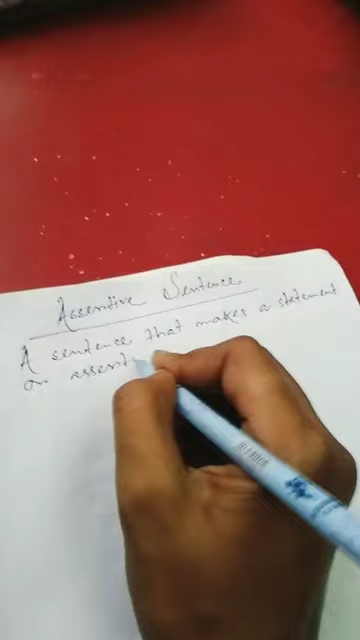 Assertive Sentence
A sentence that makes a statement
or assert